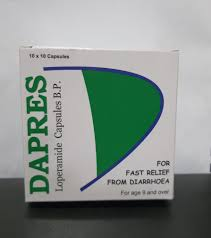 10 x 10 Capsules
DAPRES
Loperamide Capsules B.P.
FOR
FAST RELIEF
FROM DIARRHOEA
For age 9 and over